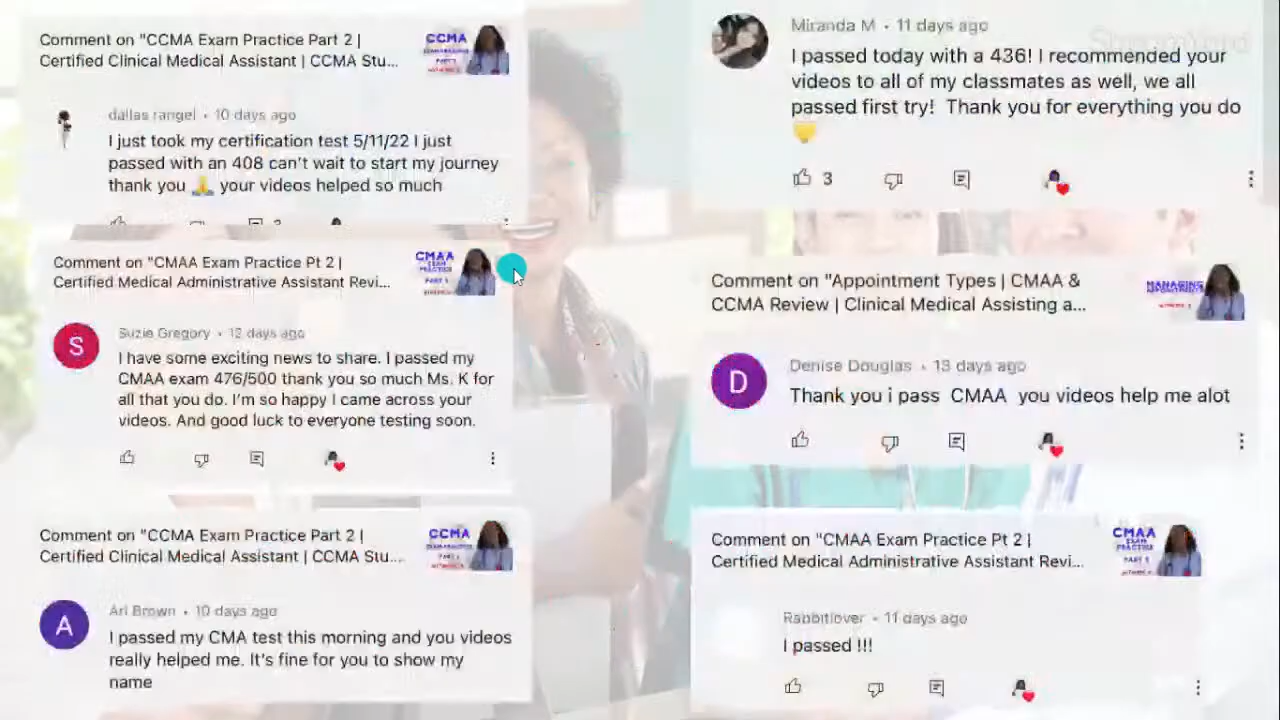 Comment on "CCMA Exam Practice Part 2 |
Certified Clinical Medical Assistant | CCMA Stu...
CCMA
dallas rangel • 10 days ago
I just took my certification test 5/11/22 I just
passed with an 408 can't wait to start my journey
thank you 🙏 your videos helped so much
Comment on "CMAA Exam Practice Pt 2 |
Certified Medical Administrative Assistant Revi...
CMAA
EXAM
PRACTICE
S
Suzie Gregory • 12 days ago
I have some exciting news to share. I passed my
CMAA exam 476/500 thank you so much Ms. K for
all that you do. I'm so happy I came across your
videos. And good luck to everyone testing soon.
Comment on "CCMA Exam Practice Part 2 |
Certified Clinical Medical Assistant | CCMA Stu...
CCMA
A
Ari Brown • 10 days ago
I passed my CMA test this morning and you videos
really helped me. It's fine for you to show my
name
Miranda M • 11 days ago
I passed today with a 436! I recommended your
videos to all of my classmates as well, we all
passed first try! Thank you for everything you do
💛
3
Comment on "Appointment Types | CMAA &
CCMA Review | Clinical Medical Assisting a...
MANAGING
D
Denise Douglas • 13 days ago
Thank you i pass CMAA you videos help me alot
Comment on "CMAA Exam Practice Pt 2 |
Certified Medical Administrative Assistant Revi...
CMAA
EXAM
PRACTICE
Rabbitlover • 11 days ago
I passed !!!